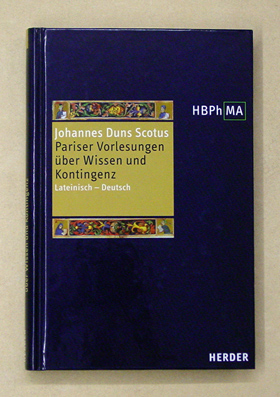 HBPh MA
Johannes Duns Scotus
Pariser Vorlesungen
über Wissen und
Kontingenz
Lateinisch – Deutsch
HERDER